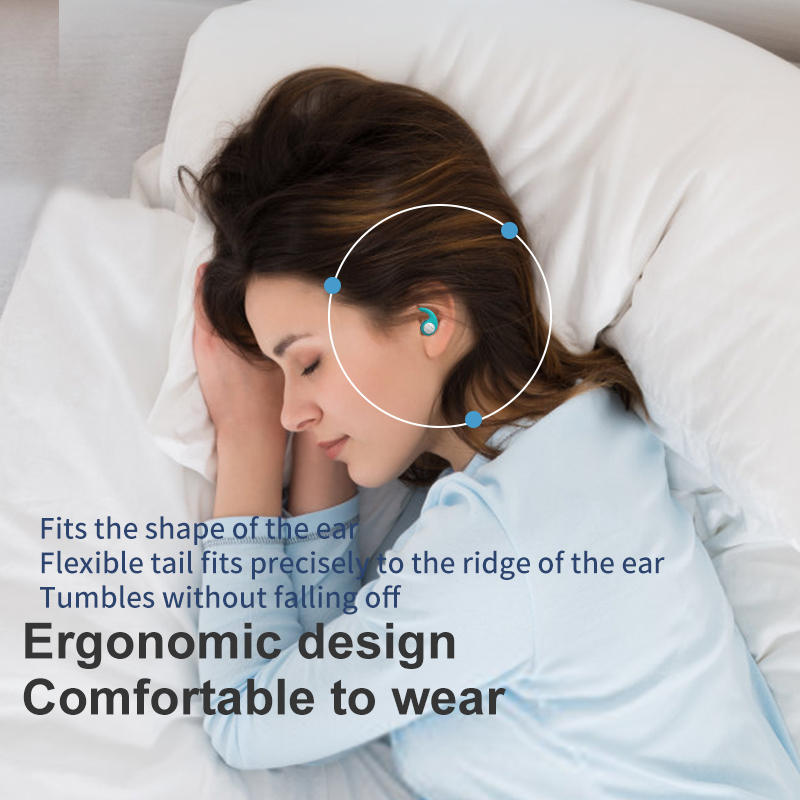 Fits the shape of the ear
Flexible tail fits precisely to the ridge of the ear
Tumbles without falling off
Ergonomic design
Comfortable to wear